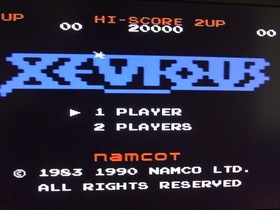 HI-SCORE 2UP
00 20000 00
XEVIOUS
1 PLAYER
2 PLAYERS
namcot
© 1983 1990 NAMCO LTD.
ALL RIGHTS RESERVED